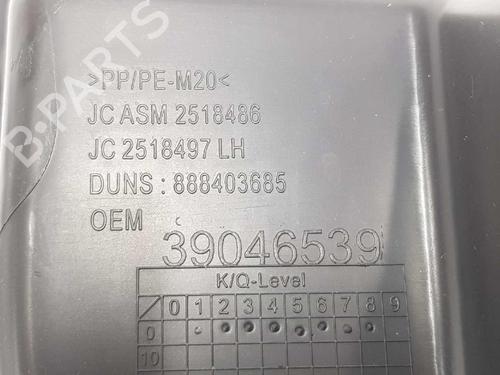 >PP/PE-M20<
JC ASM 2518486
JC 2518497 LH
DUNS : 888403685
OEM
39046539
K/Q-Level
0 1 2 3 4 5 6 7 8 9
0
10
B-PARTS